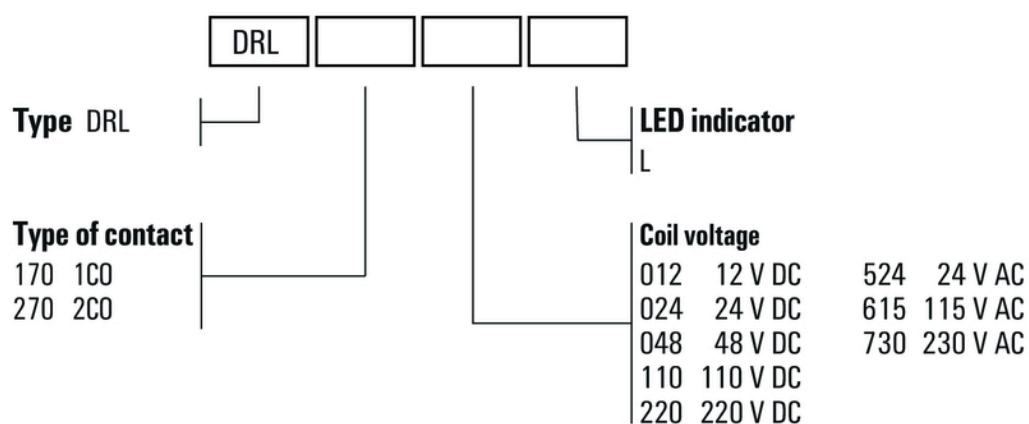 DRL
Type DRL
LED indicator
L
Type of contact
170 1CO
270 2CO
Coil voltage
012 12 V DC 524 24 V AC
024 24 V DC 615 115 V AC
048 48 V DC 730 230 V AC
110 110 V DC
220 220 V DC